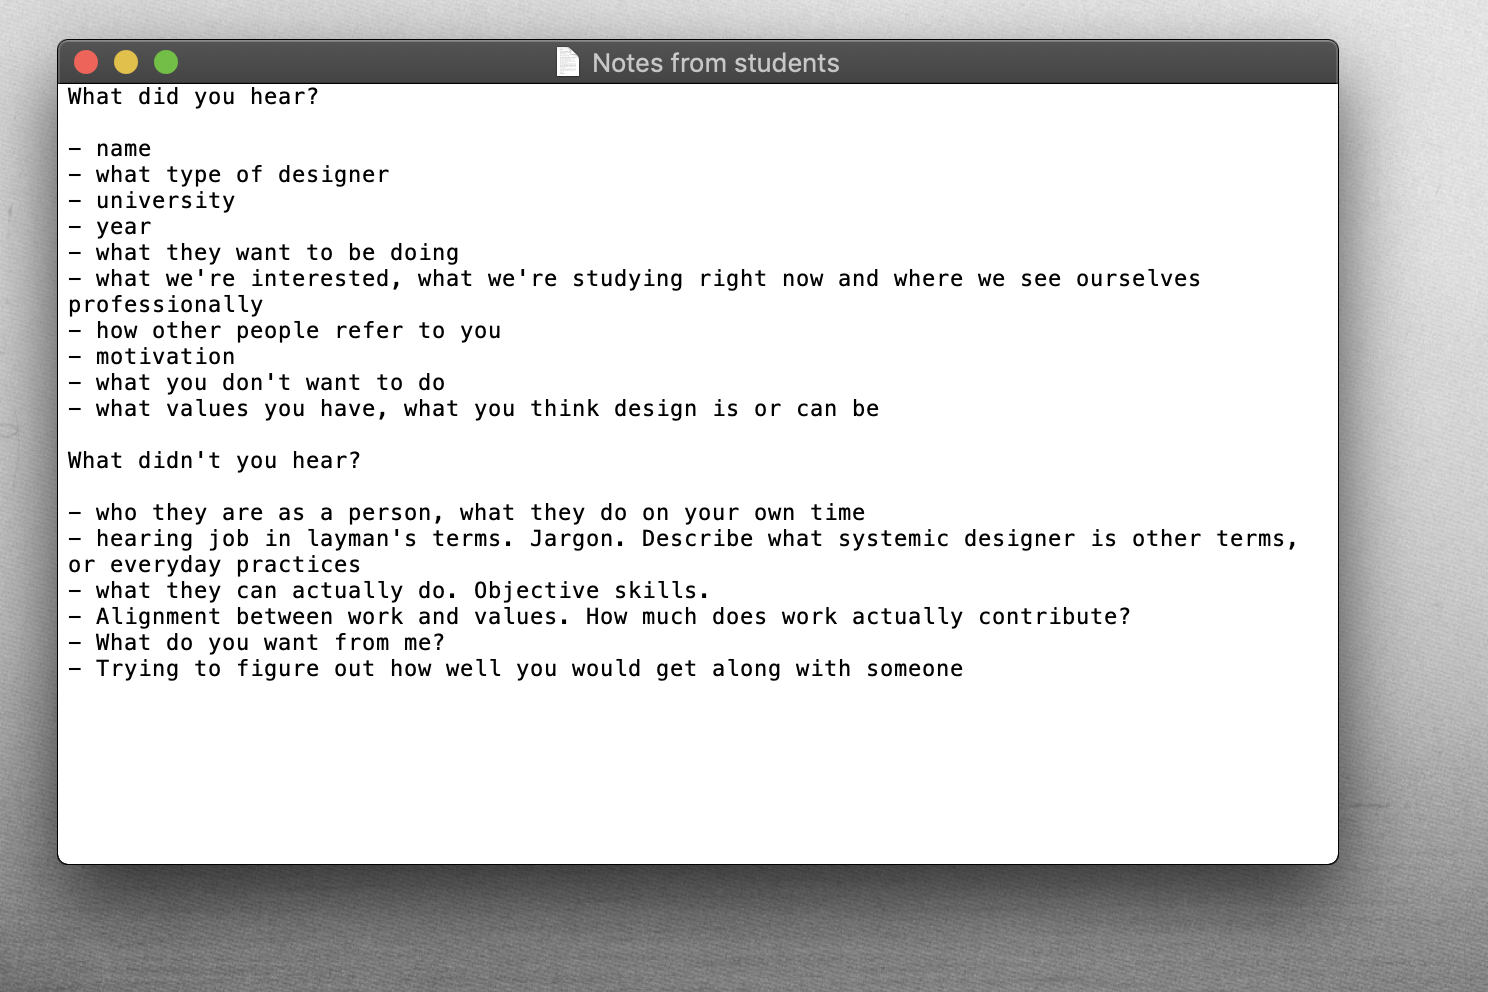 Notes from students
What did you hear?
- name
- what type of designer
- university
- year
- what they want to be doing
- what we're interested, what we're studying right now and where we see ourselves
professionally
- how other people refer to you
- motivation
- what you don't want to do
- what values you have, what you think design is or can be
What didn't you hear?
- who they are as a person, what they do on your own time
- hearing job in layman's terms. Jargon. Describe what systemic designer is other terms,
or everyday practices
- what they can actually do. Objective skills.
- Alignment between work and values. How much does work actually contribute?
- What do you want from me?
- Trying to figure out how well you would get along with someone